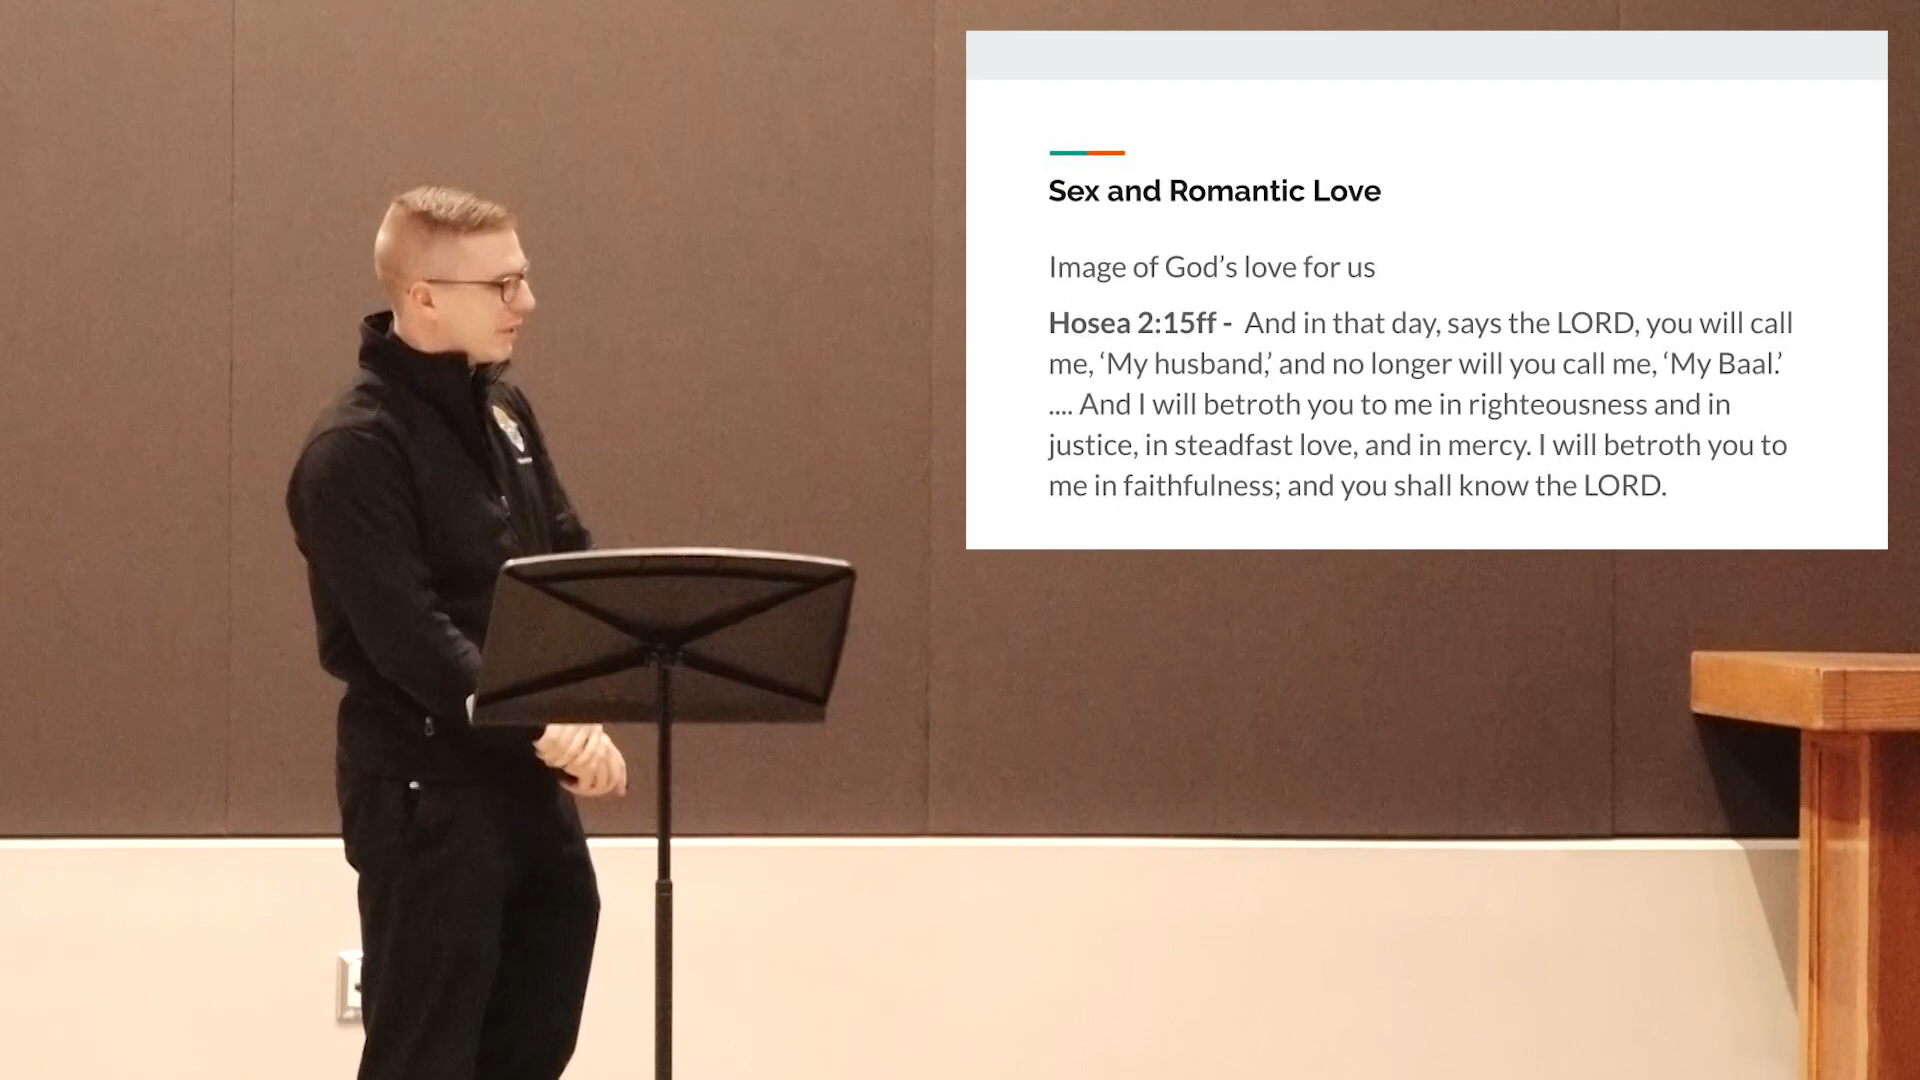 Sex and Romantic Love
Image of God’s love for us
Hosea 2:15ff - And in that day, says the LORD, you will call
me, ‘My husband,’ and no longer will you call me, ‘My Baal.’
.... And I will betroth you to me in righteousness and in
justice, in steadfast love, and in mercy. I will betroth you to
me in faithfulness; and you shall know the LORD.